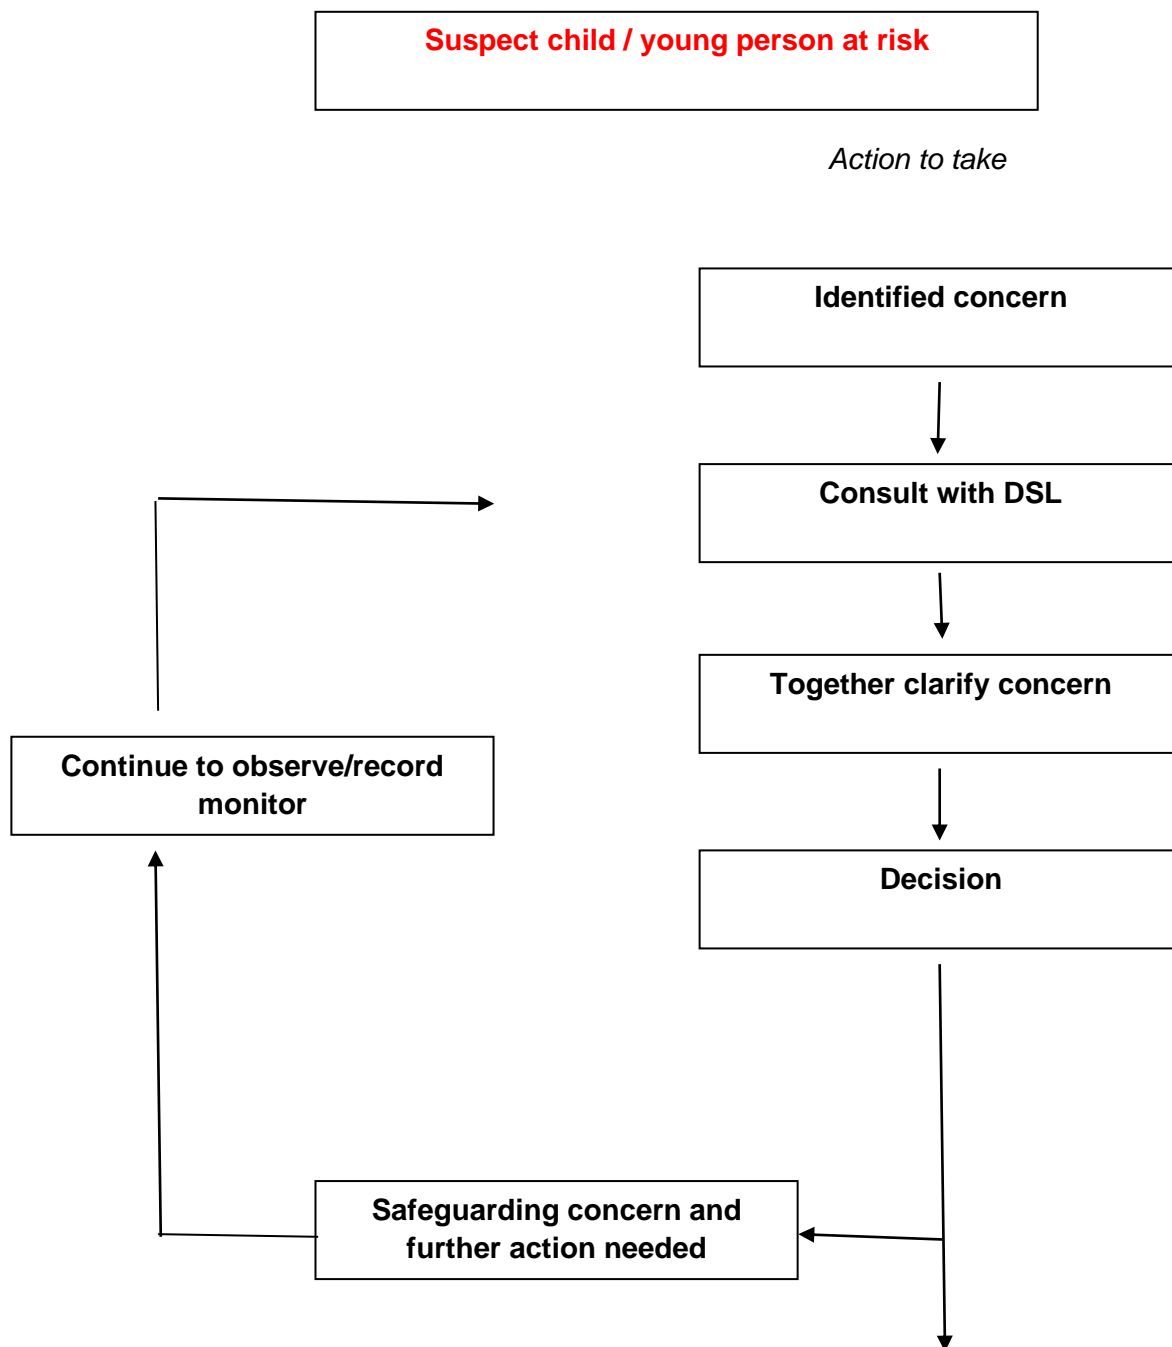 Suspect child / young person at risk
Action to take
Identified concern
Consult with DSL
Together clarify concern
Continue to observe/record
monitor
Decision
Safeguarding concern and
further action needed